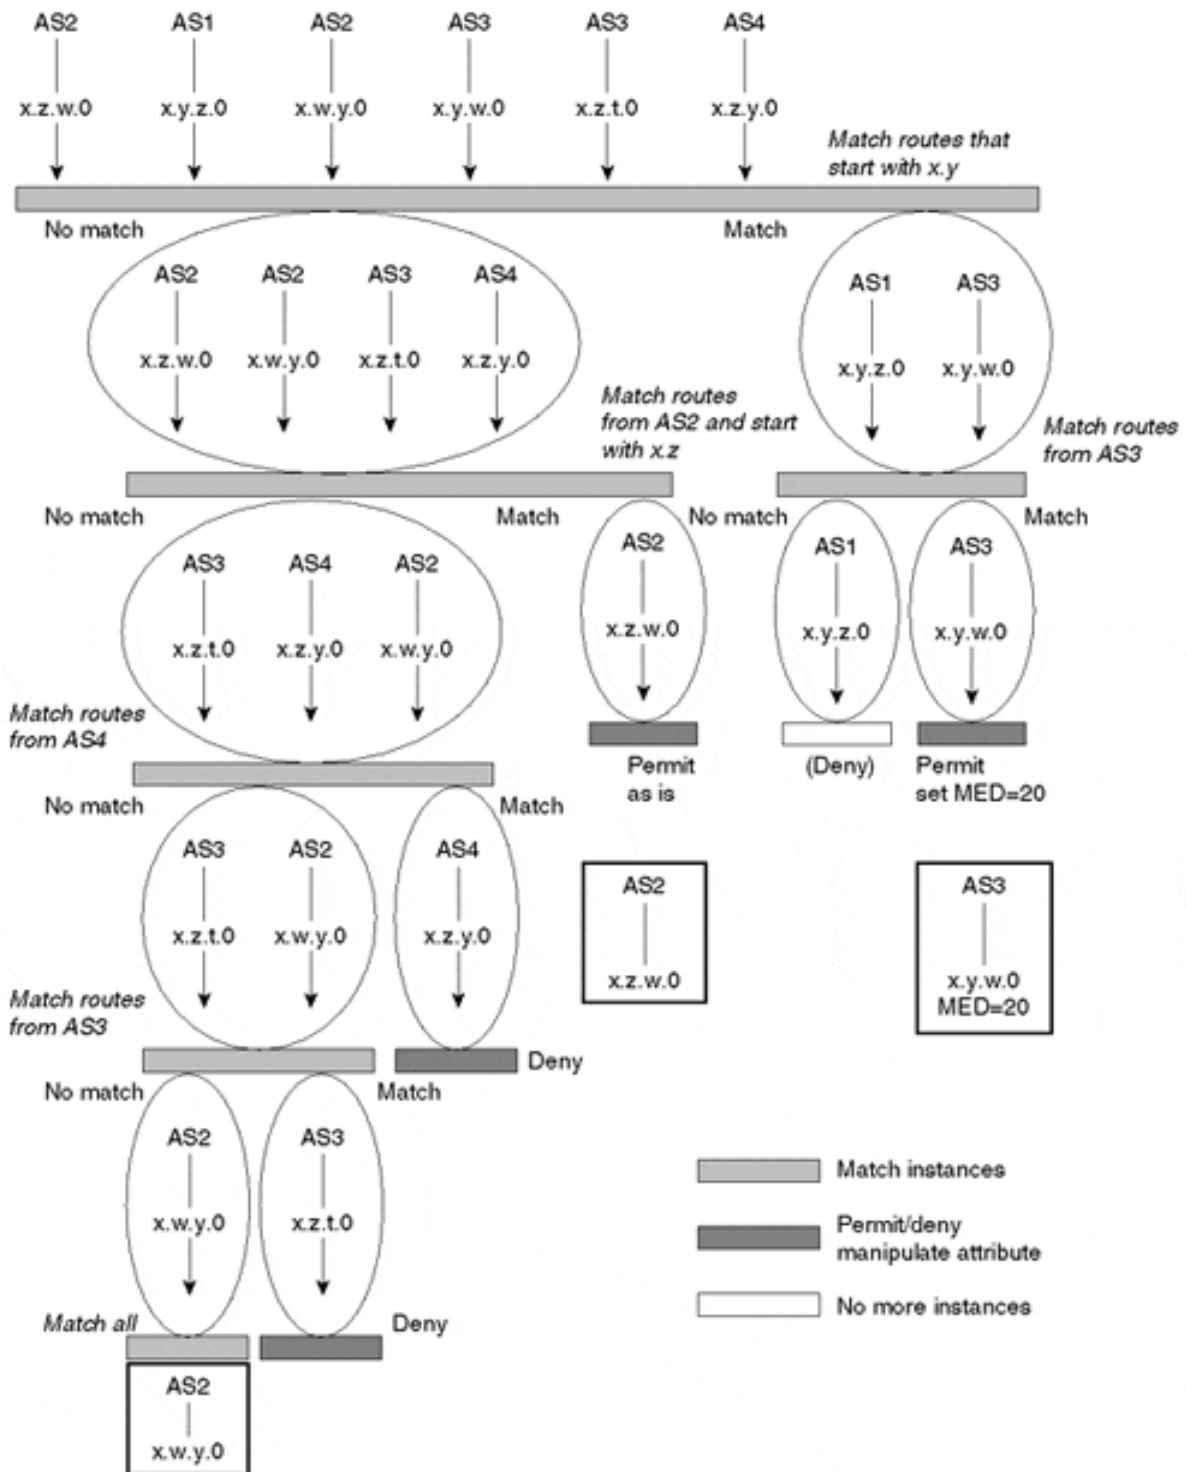 AS2 AS1 AS2 AS3 AS3 AS4
x.z.w.0 x.y.z.0 x.w.y.0 x.y.w.0 x.z.t.0 x.z.y.0
Match routes that
start with x.y
No match Match
AS2 AS2 AS3 AS4
AS1 AS3
x.z.w.0 x.w.y.0 x.z.t.0 x.z.y.0
x.y.z.0 x.y.w.0
Match routes
from AS2 and start
with x.z
Match routes
from AS3
No match Match No match Match
AS3 AS4 AS2
AS2 AS1 AS3
x.z.t.0 x.z.y.0 x.w.y.0
x.z.w.0 x.y.z.0 x.y.w.0
Match routes
from AS4
Permit
as is
(Deny)
Permit
set MED=20
No match Match
AS3 AS2 AS4
x.z.t.0 x.w.y.0 x.z.y.0
AS2
x.z.w.0
AS3
x.y.w.0
MED=20
Match routes
from AS3
Deny
No match Match
AS2 AS3
x.w.y.0 x.z.t.0
Match instances
Permit/deny
manipulate attribute
No more instances
Match all
Deny
AS2
x.w.y.0